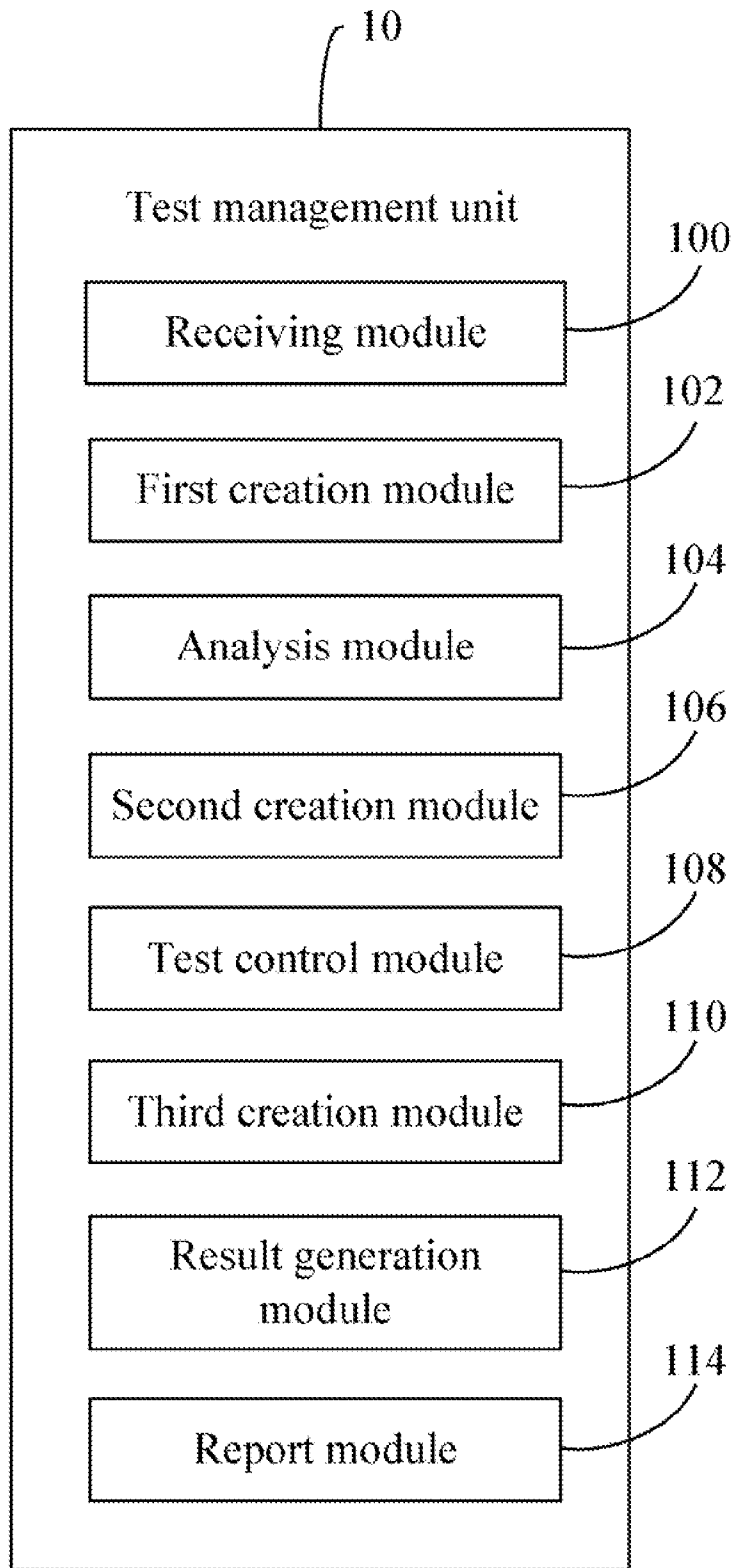 10
Test management unit
100
Receiving module
102
First creation module
104
Analysis module
106
Second creation module
108
Test control module
110
Third creation module
112
Result generation
module
114
Report module